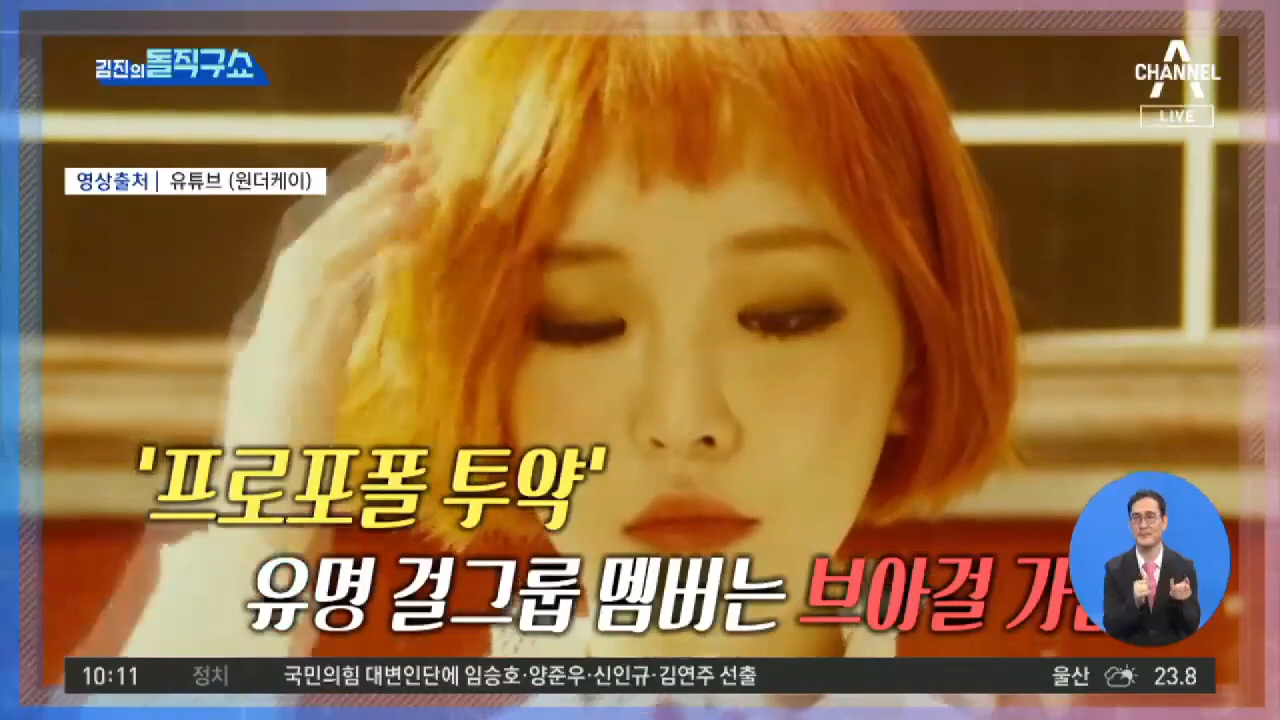 김진의 돌직구쇼
CHANNEL A
LIVE
영상출처 | 유튜브 (원더케이)
'프로포폴 투약'
유명 걸그룹 멤버는 브아걸
10:11 정치 국민의힘 대변인단에 임승호·양준우·신인규·김연주 선출 울산 23.8